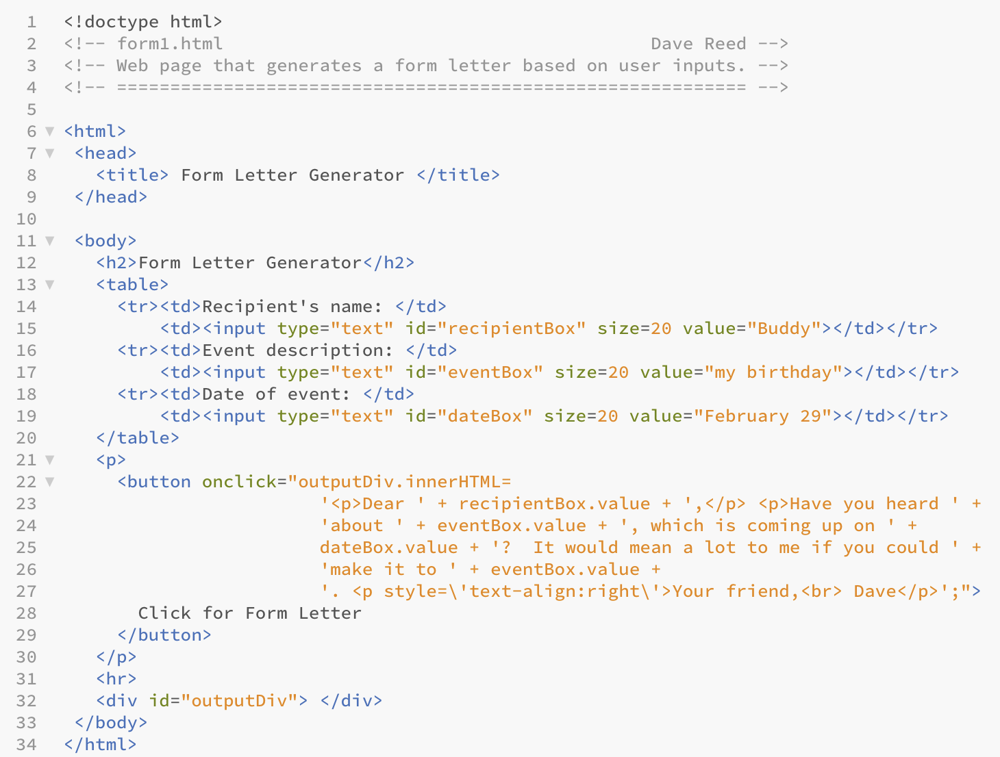 1 <!doctype html>
2 <!-- form1.html                                        Dave Reed -->
3 <!-- Web page that generates a form letter based on user inputs. -->
4 <!-- =========================================================== -->
5
6 <html>
7  <head>
8    <title> Form Letter Generator </title>
9  </head>
10
11  <body>
12    <h2>Form Letter Generator</h2>
13    <table>
14      <tr><td>Recipient's name: </td>
15          <td><input type="text" id="recipientBox" size=20 value="Buddy"></td></tr>
16      <tr><td>Event description: </td>
17          <td><input type="text" id="eventBox" size=20 value="my birthday"></td></tr>
18      <tr><td>Date of event: </td>
19          <td><input type="text" id="dateBox" size=20 value="February 29"></td></tr>
20    </table>
21    <p>
22      <button onclick="outputDiv.innerHTML=
23                         '<p>Dear ' + recipientBox.value + ',</p> <p>Have you heard ' +
24                         'about ' + eventBox.value + ', which is coming up on ' +
25                         dateBox.value + '?  It would mean a lot to me if you could ' +
26                         'make it to ' + eventBox.value +
27                         '. <p style=\'text-align:right\'>Your friend,<br> Dave</p>';">
28        Click for Form Letter
29      </button>
30    </p>
31    <hr>
32    <div id="outputDiv"> </div>
33  </body>
34 </html>